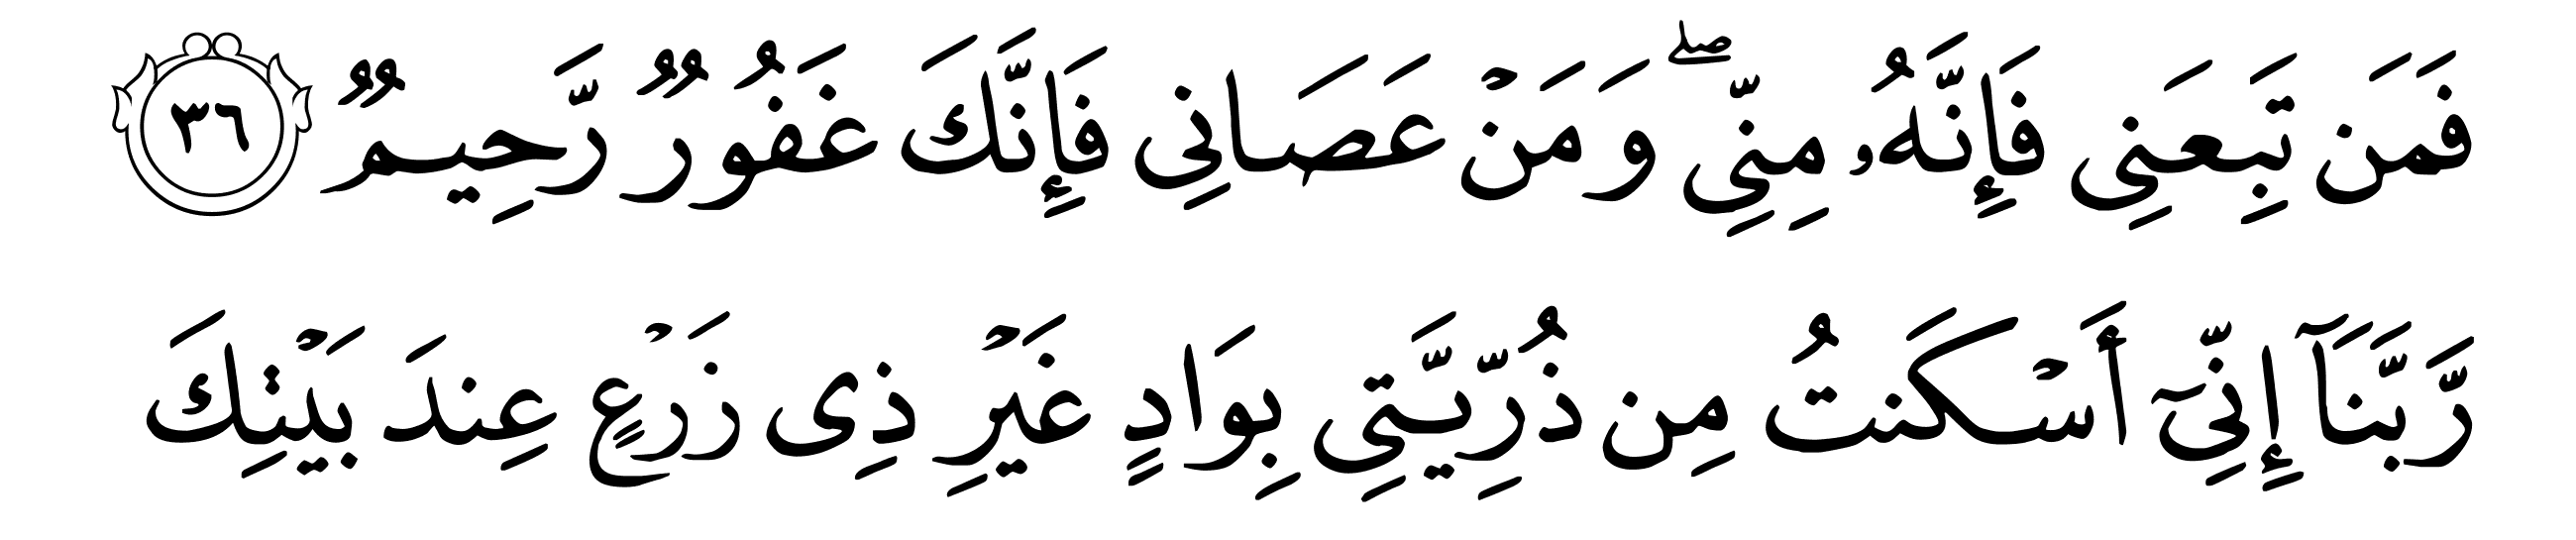 فَمَن تَبِعَنِى فَإِنَّهُۥ مِنِّى ۖ وَمَنْ عَصَانِى فَإِنَّكَ غَفُورٌ رَّحِيمٌ ٣٦
رَّبَّنَآ إِنِّىٓ أَسْكَنتُ مِن ذُرِّيَّتِى بِوَادٍ غَيْرِ ذِى زَرْعٍ عِندَ بَيْتِكَ